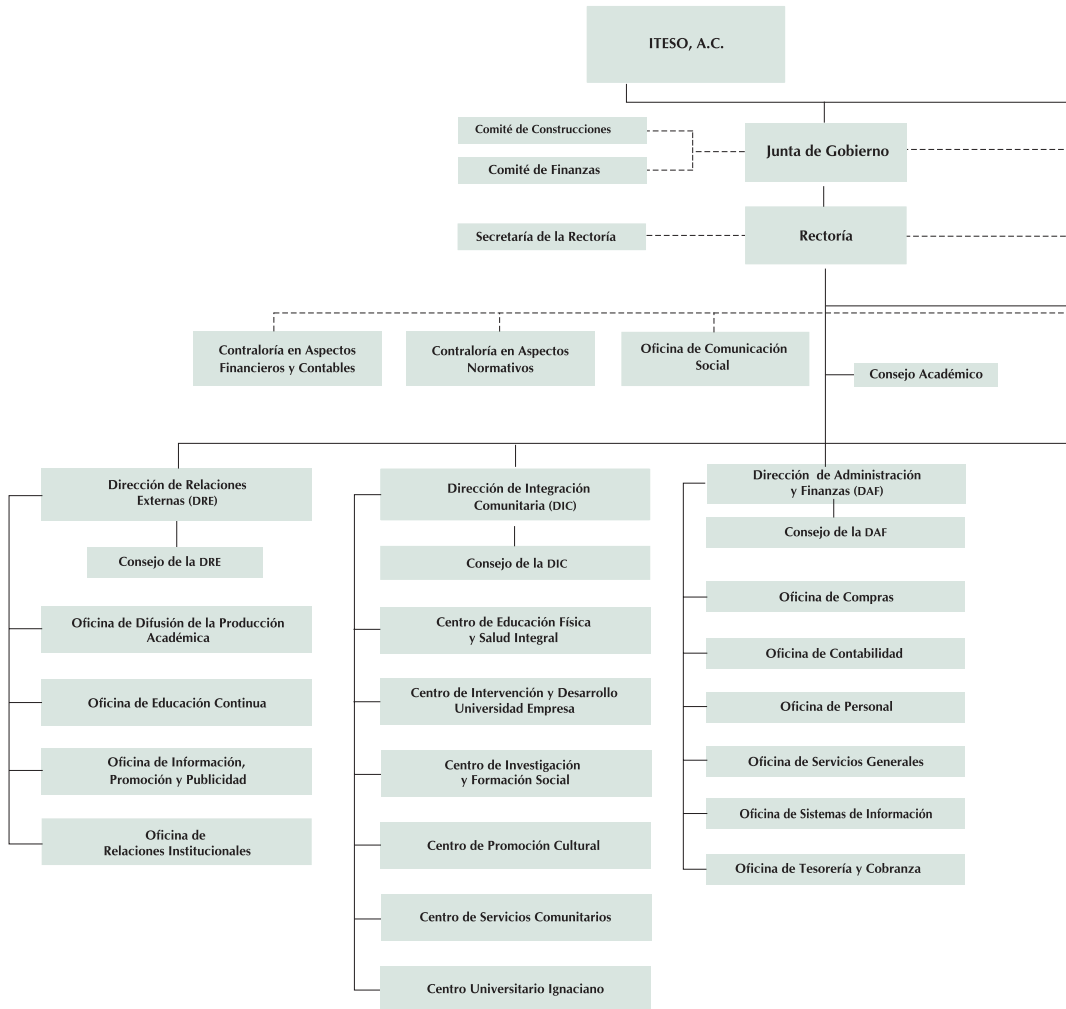 ITESO, A.C.
Comité de Construcciones
Comité de Finanzas
Junta de Gobierno
Secretaría de la Rectoría
Rectoría
Contraloría en Aspectos
Financieros y Contables
Contraloría en Aspectos
Normativos
Oficina de Comunicación
Social
Consejo Académico
Dirección de Relaciones
Externas (DRE)
Consejo de la DRE
Oficina de Difusión de la Producción
Académica
Oficina de Educación Continua
Oficina de Información,
Promoción y Publicidad
Oficina de
Relaciones Institucionales
Dirección de Integración
Comunitaria (DIC)
Consejo de la DIC
Centro de Educación Física
y Salud Integral
Centro de Intervención y Desarrollo
Universidad Empresa
Centro de Investigación
y Formación Social
Centro de Promoción Cultural
Centro de Servicios Comunitarios
Centro Universitario Ignaciano
Dirección de Administración
y Finanzas (DAF)
Consejo de la DAF
Oficina de Compras
Oficina de Contabilidad
Oficina de Personal
Oficina de Servicios Generales
Oficina de Sistemas de Información
Oficina de Tesorería y Cobranza